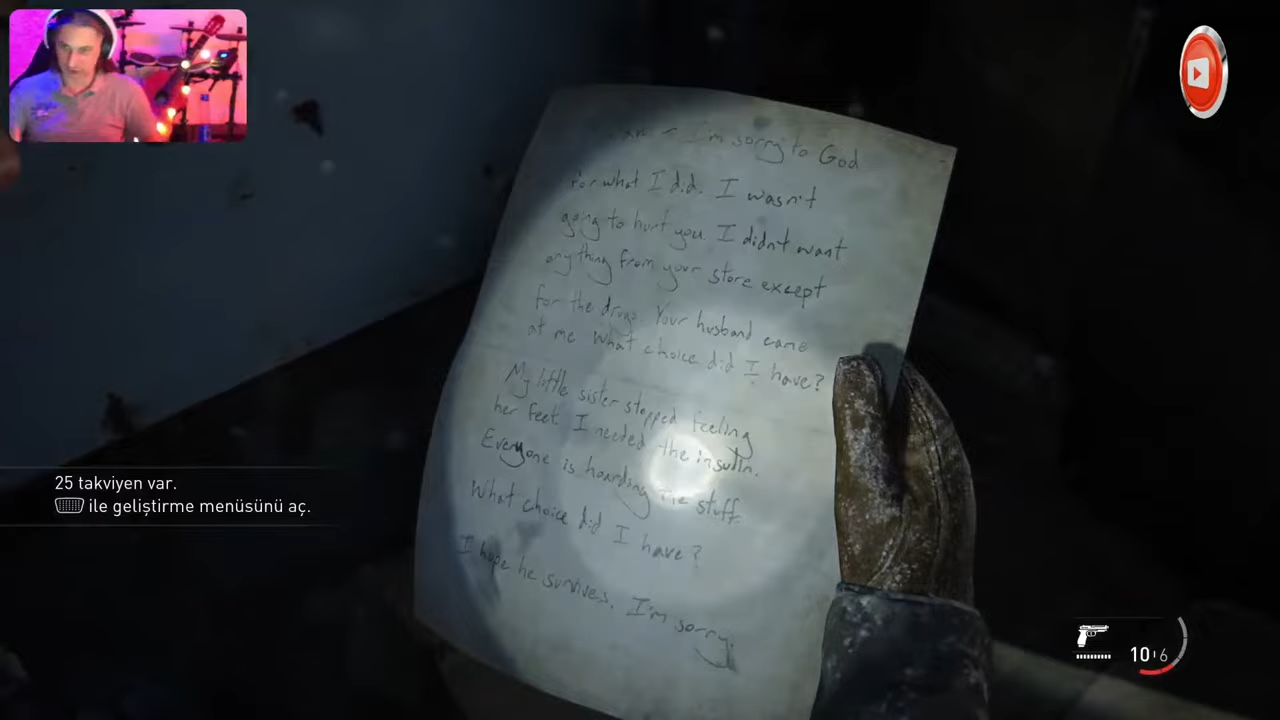 I'm sorry to God
for what I did. I wasn't
going to hurt you I didn't want
anything from your store except
for the drugs Your husband came
at me What choice did I have?
My little sister stopped feeling
her feet. I needed the insulin.
Everyone is hoarding the stuff.
What choice did I have?
I hope he survives. I'm sorry
25 takviyen var.
ile geliştirme menüsünü aç.
10 6